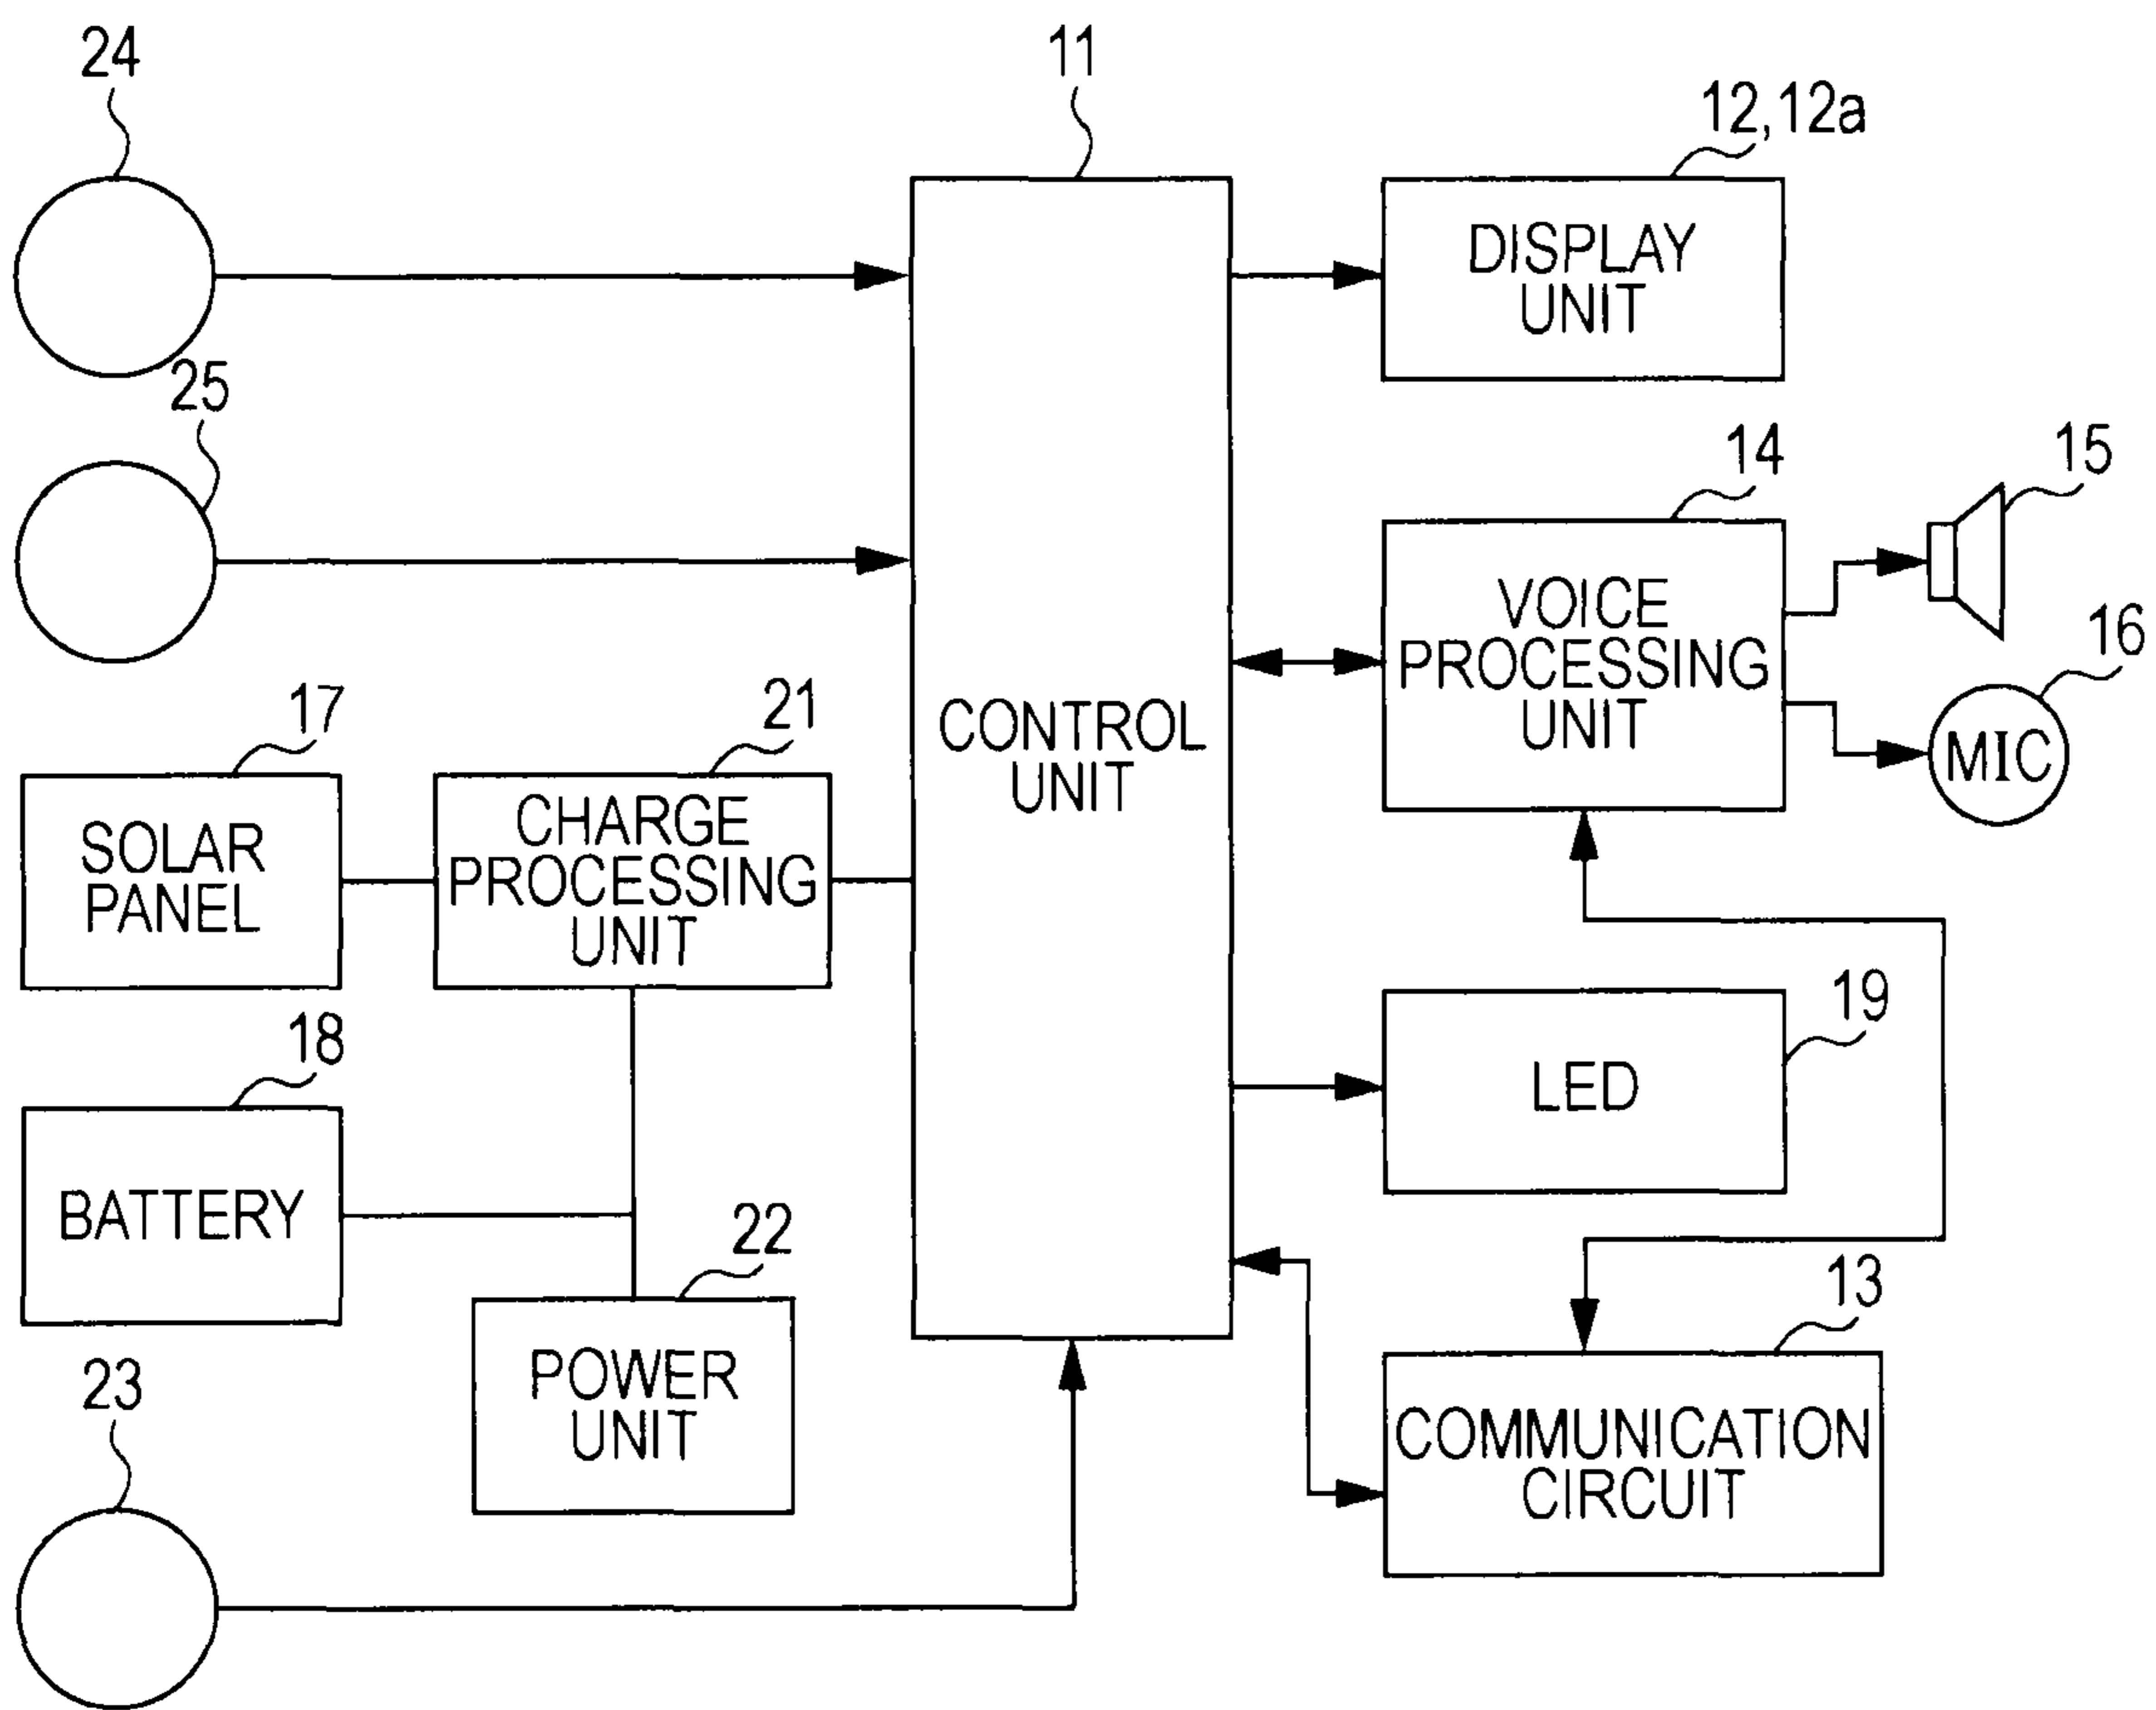 24
11
12,12a
DISPLAY
UNIT
25
14
15
VOICE
PROCESSING
UNIT
16
MIC
17
21
CONTROL
UNIT
SOLAR
PANEL
CHARGE
PROCESSING
UNIT
19
LED
18
BATTERY
22
POWER
UNIT
13
COMMUNICATION
CIRCUIT
23